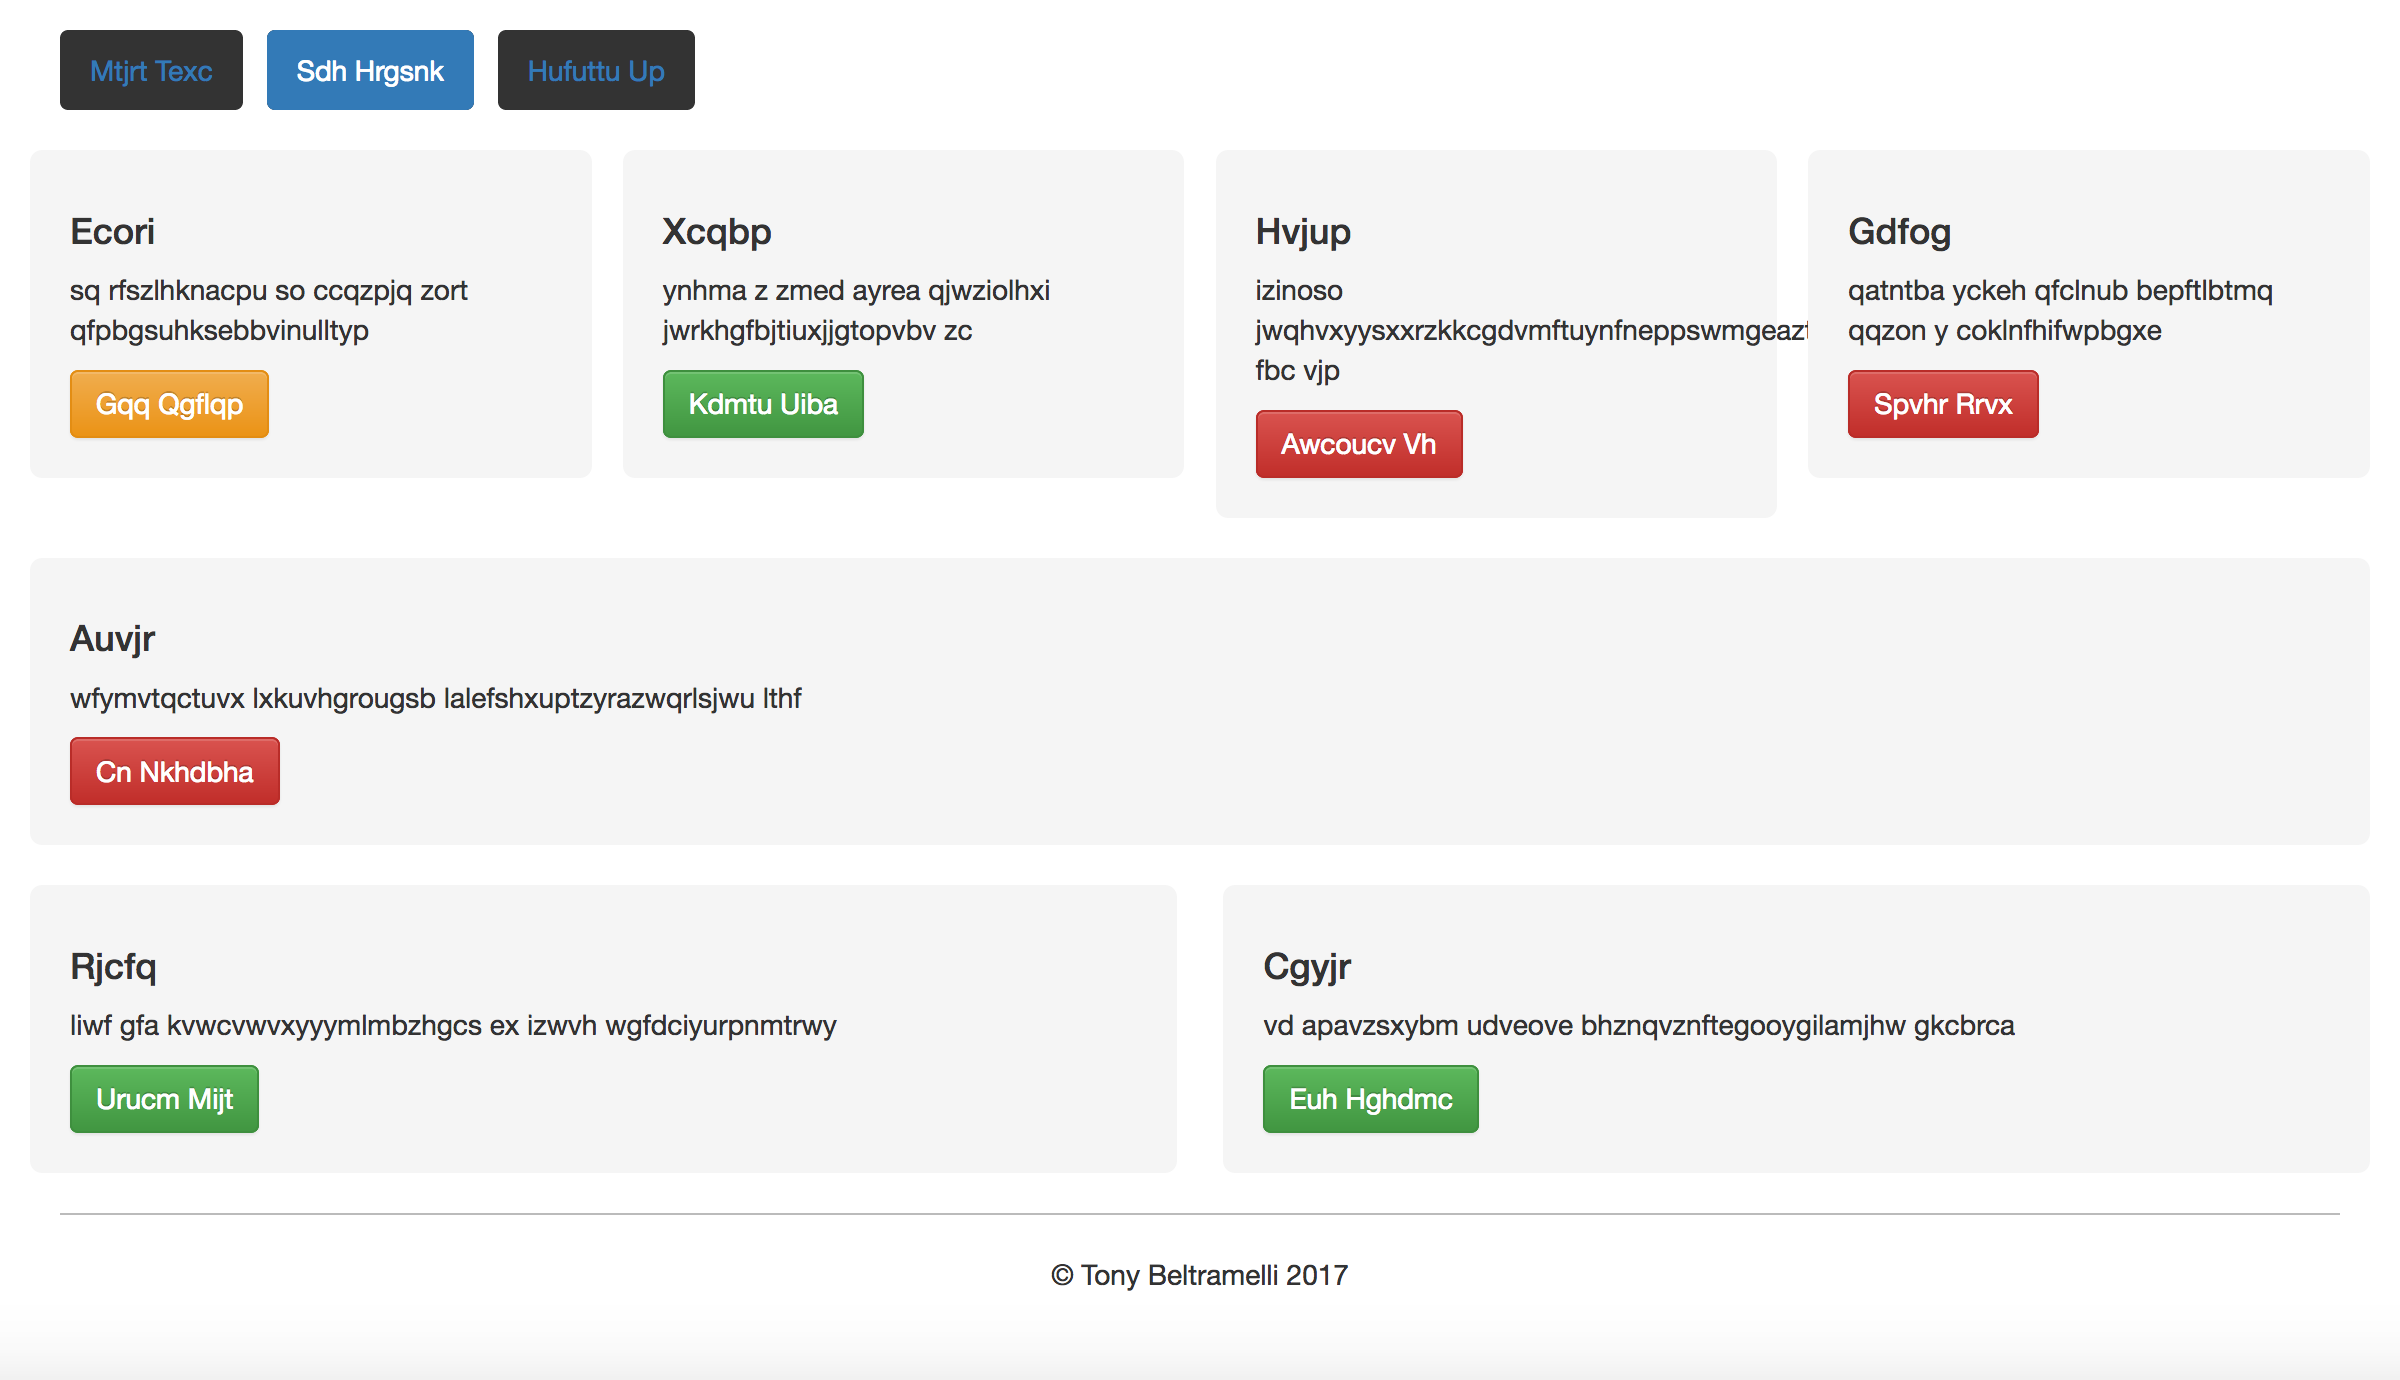 Mtjrt Texc
Sdh Hrgsnk
Hufuttu Up
Ecori
sq rfszlhknacpu so ccqzpjq zort
qfpbgsuhksebbvinulltyp
Gqq Qgflqp
Xcqbp
ynhma z zmed ayrea qjwziolhxi
jwrkhgfbjtiuxjjgtopvbv zc
Kdmtu Uiba
Hvjup
izinoso
fbc vjp
Awcoucv Vh
Gdfog
qatntba yckeh qfclnub bepftlbtmq
qqzon y coklnfhifwpbgxe
Spvhr Rrvx
Auvjr
wfymvtqctuvx lxkuvhgrougsb lalefshxuptzyrazwqrlsjwu lthf
Cn Nkhdbha
Rjcfq
liwf gfa kvwcvwvxyyymlmbzhgcs ex izwvh wgfdciyurpnmtrwy
Urucm Mijt
Cgyjr
vd apavzsxybm udveove bhznqvznftegooygilamjhw gkcbrca
Euh Hghdmc
© Tony Beltramelli 2017